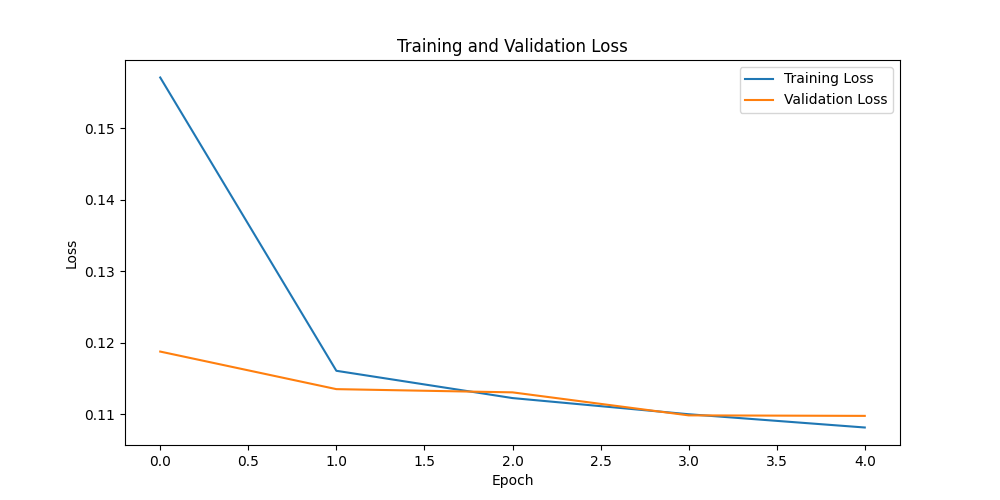 Training and Validation Loss
Training Loss
Validation Loss
0.15
0.14
0.13
0.12
0.11
Loss
0.0 0.5 1.0 1.5 2.0 2.5 3.0 3.5 4.0
Epoch